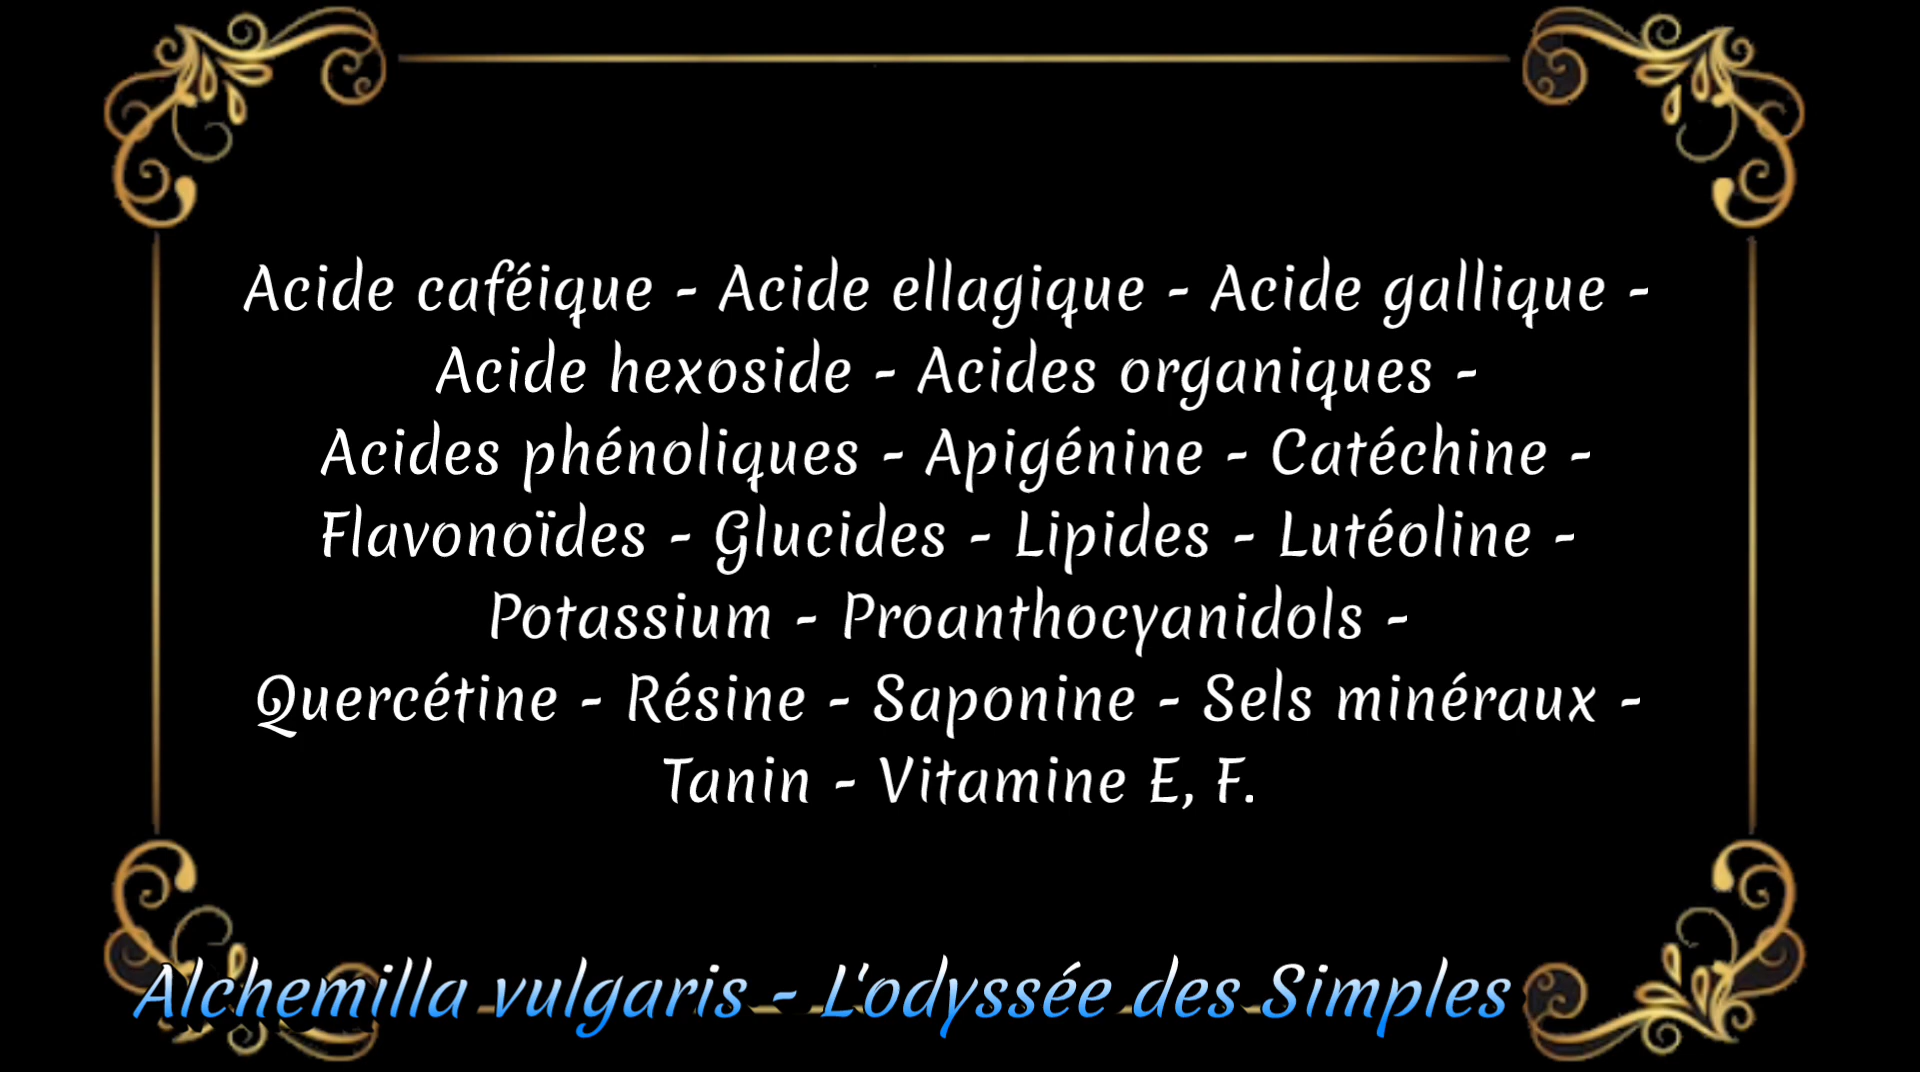 Acide caféique - Acide ellagique - Acide gallique -
Acide hexoside - Acides organiques -
Acides phénoliques - Apigénine - Catéchine -
Flavonoïdes - Glucides - Lipides - Lutéoline -
Potassium - Proanthocyanidols -
Quercétine - Résine - Saponine - Sels minéraux -
Tanin - Vitamine E, F.
Alchemilla vulgaris - L'odyssée des Simples